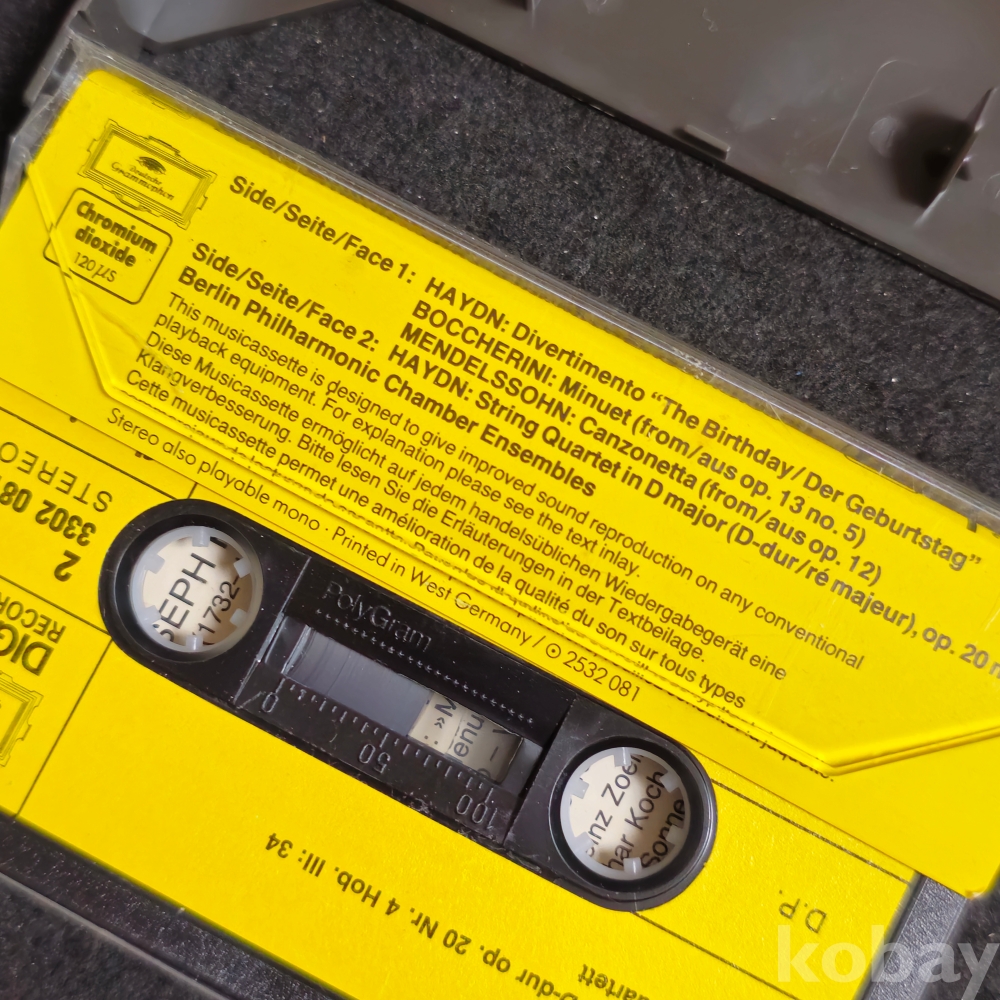 Deutsche
Grammophon
Chromium
dioxide
120 µs
Side/Seite/Face 1: HAYDN: Divertimento "The Birthday/Der Geburtstag"
BOCCHERINI: Minuet (from/aus op. 13 no. 5)
MENDELSSOHN: Canzonetta (from/aus op. 12)
Side/Seite/Face 2: HAYDN: String Quartet in D major (D-dur/ré majeur), op. 20
Berlin Philharmonic Chamber Ensembles
This musicassette is designed to give improved sound reproduction on any conventional
playback equipment. For explanation please see the text inlay.
Diese Musicassette ermöglicht auf jedem handelsüblichen Wiedergabegerät eine
Klangverbesserung. Bitte lesen Sie die Erläuterungen in der Textbeilage.
Cette musicassette permet une amélioration de la qualité du son sur tous types
Stereo also playable mono · Printed in West Germany / ⊙ 2532 081
2
3302 08
STEREO
PolyGram
0
50
100
1732-
Koch
D.P.
D-dur op. 20 Nr. 4 Hob. III: 34
kobay